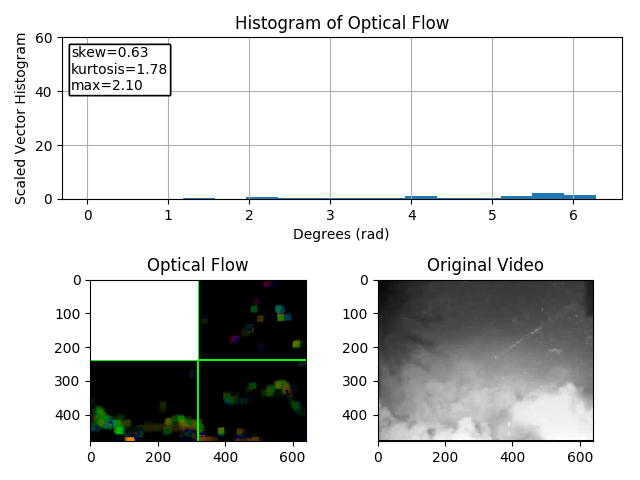 Histogram of Optical Flow
Scaled Vector Histogram
60
40
20
0
skew=0.63
kurtosis=1.78
max=2.10
0 1 2 3 4 5 6
Degrees (rad)
Optical Flow
0
100
200
300
400
0 200 400 600
Original Video
0
100
200
300
400
0 200 400 600